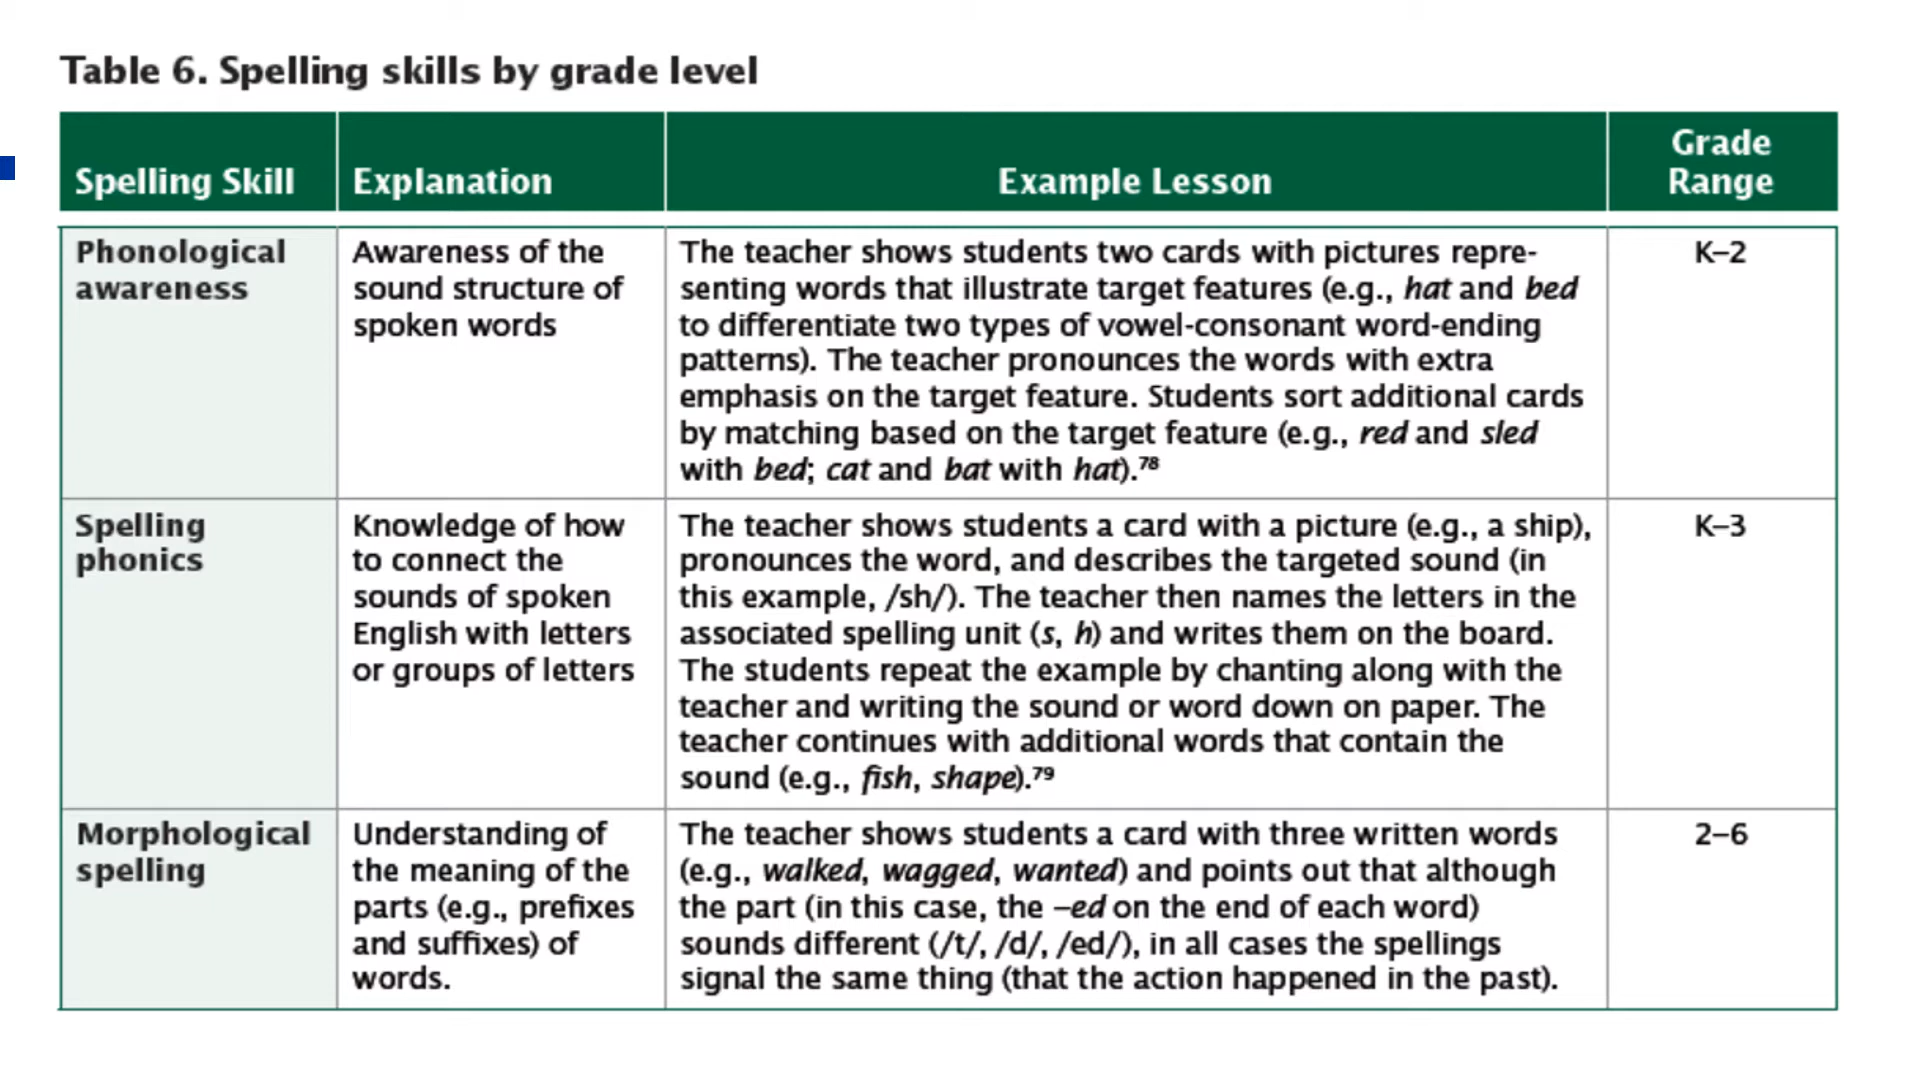 Table 6. Spelling skills by grade level
Spelling Skill
Explanation
Example Lesson
Grade
Range
Phonological
awareness
Awareness of the
sound structure of
spoken words
The teacher shows students two cards with pictures repre-
senting words that illustrate target features (e.g., hat and bed
to differentiate two types of vowel-consonant word-ending
patterns). The teacher pronounces the words with extra
emphasis on the target feature. Students sort additional cards
by matching based on the target feature (e.g., red and sled
with bed; cat and bat with hat).78
K–2
Spelling
phonics
Knowledge of how
to connect the
sounds of spoken
English with letters
or groups of letters
The teacher shows students a card with a picture (e.g., a ship),
pronounces the word, and describes the targeted sound (in
this example, /sh/). The teacher then names the letters in the
associated spelling unit (s, h) and writes them on the board.
The students repeat the example by chanting along with the
teacher and writing the sound or word down on paper. The
teacher continues with additional words that contain the
sound (e.g., fish, shape).79
K–3
Morphological
spelling
Understanding of
the meaning of the
parts (e.g., prefixes
and suffixes) of
words.
The teacher shows students a card with three written words
(e.g., walked, wagged, wanted) and points out that although
the part (in this case, the –ed on the end of each word)
sounds different (/t/, /d/, /ed/), in all cases the spellings
signal the same thing (that the action happened in the past).
2–6